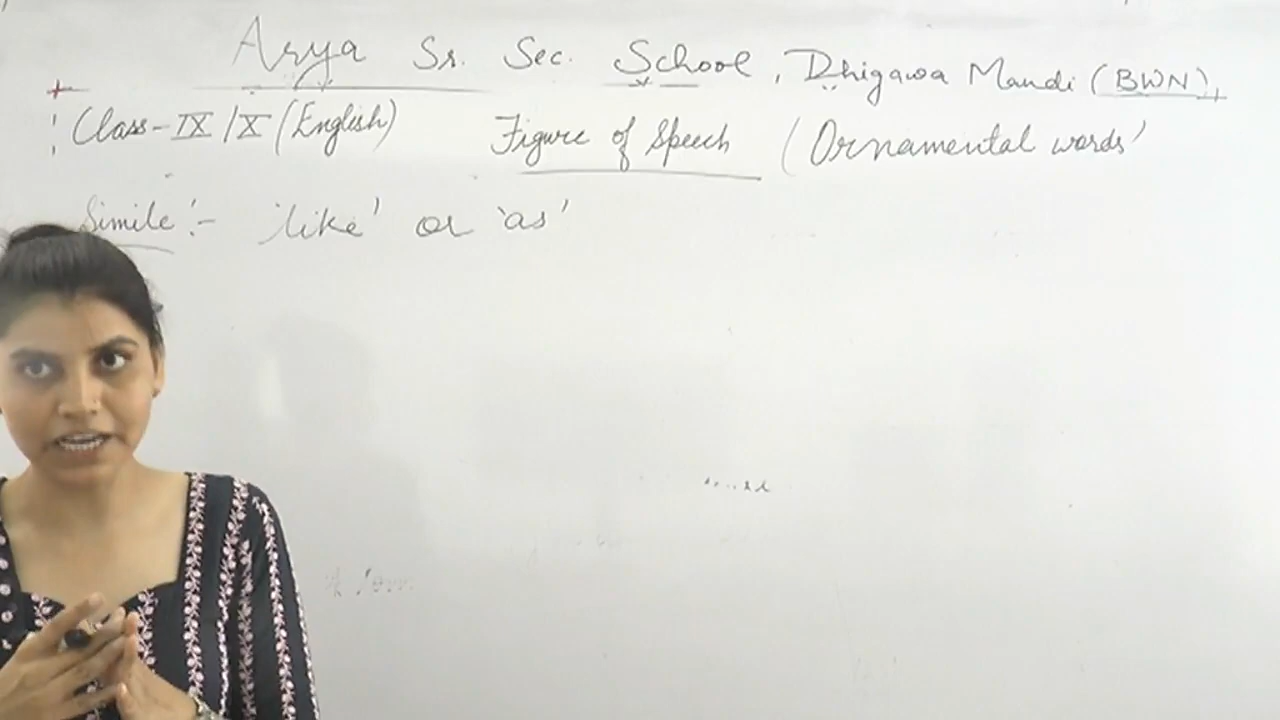 Arya Sr. Sec. School, Dhigawa Mandi (BWN),
Class-IX/X (English) Figure of Speech (Ornamental words'
Simile :- 'like' or 'as'